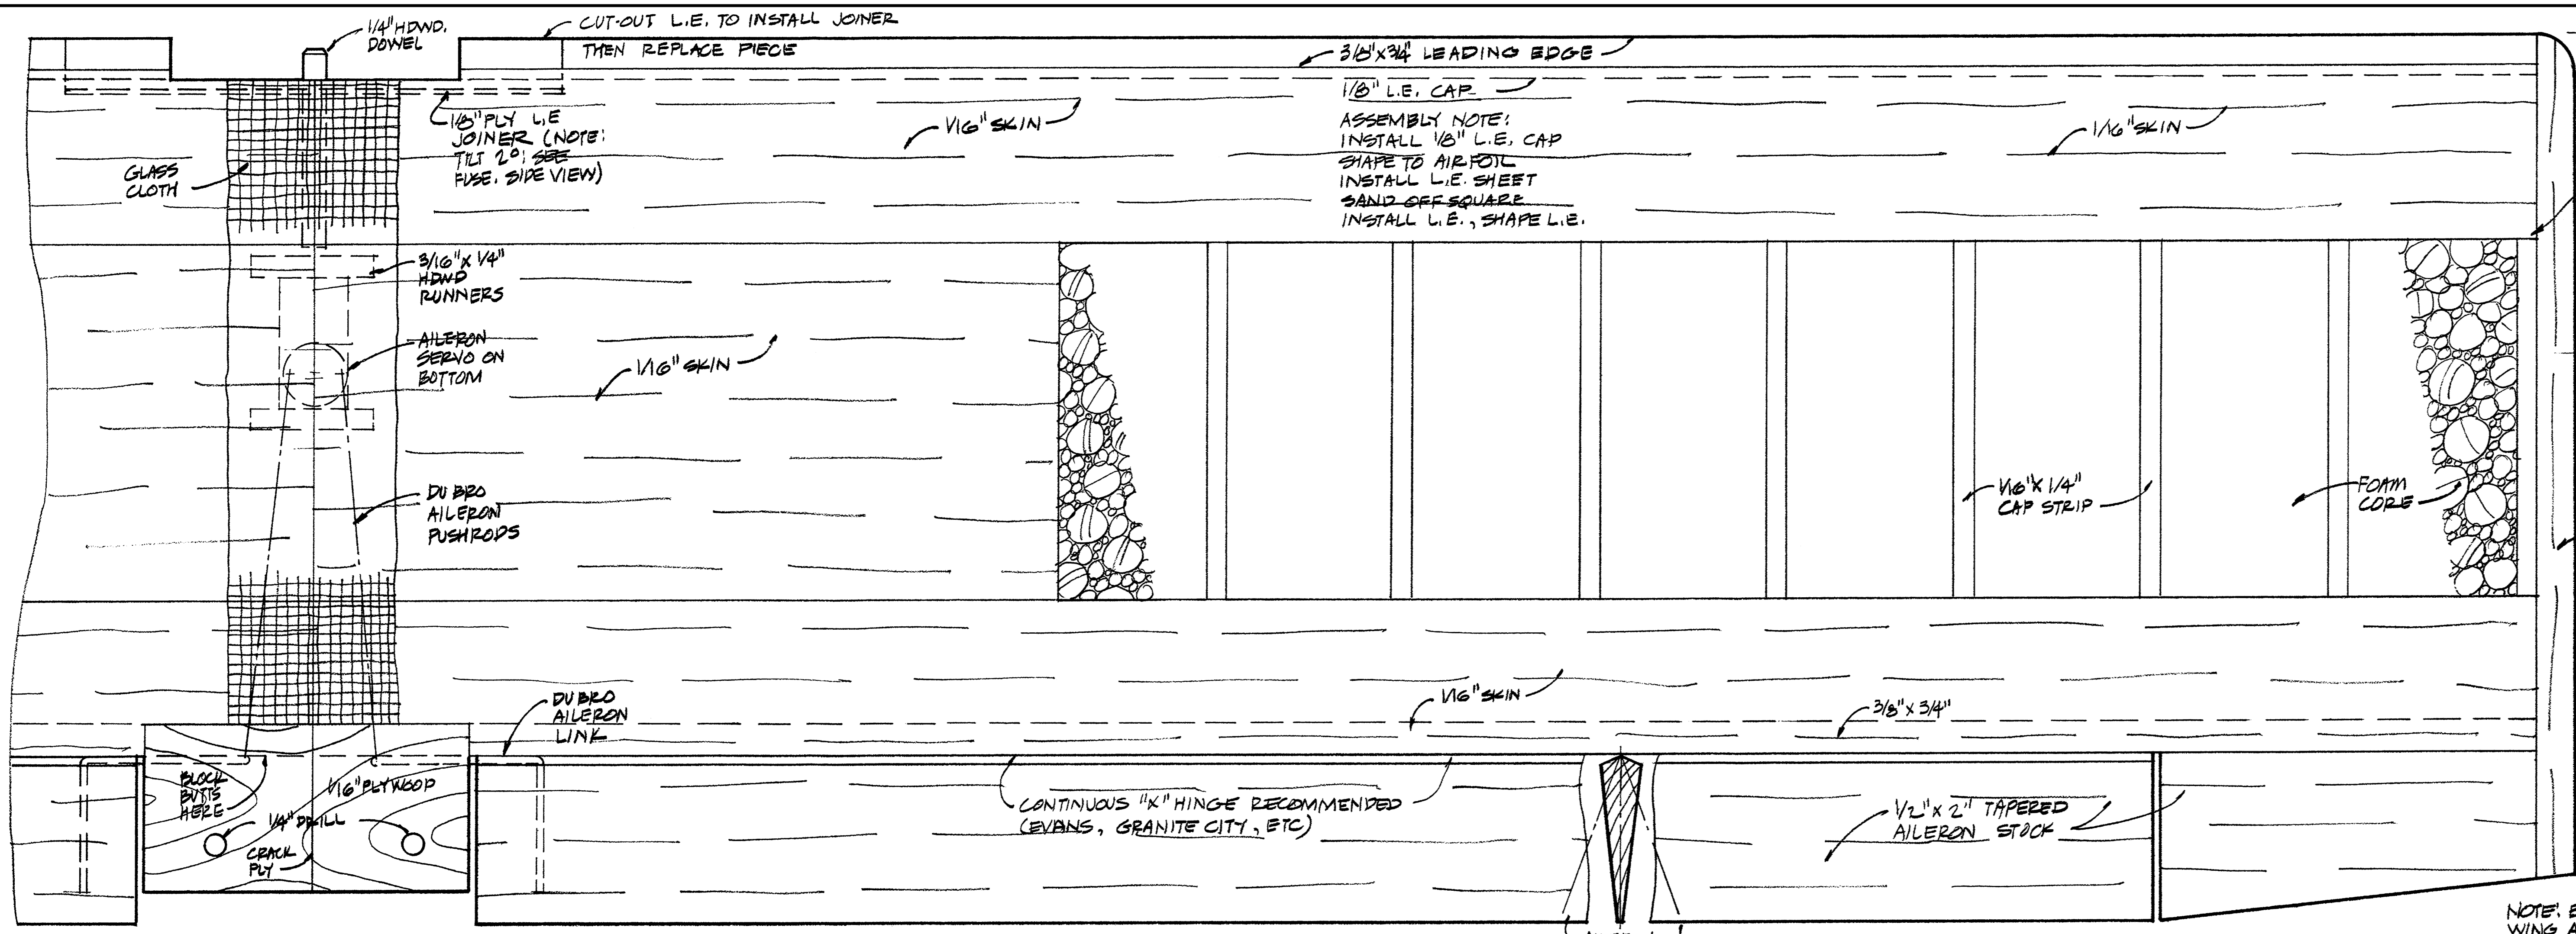 1/4" HDWD.
DOWEL
CUT-OUT L.E. TO INSTALL JOINER
THEN REPLACE PIECE
3/8"X3/4" LEADING EDGE
1/8" L.E. CAP
ASSEMBLY NOTE:
INSTALL 1/8" L.E. CAP
SHAPE TO AIRFOIL
INSTALL L.E. SHEET
SAND OFF SQUARE
INSTALL L.E., SHAPE L.E.
1/8" PLY L.E
JOINER (NOTE:
TILT 2°; SEE
FUSE. SIDE VIEW)
1/16" SKIN
1/16" SKIN
GLASS
CLOTH
3/16" X 1/4"
HDWD
RUNNERS
AILERON
SERVO ON
BOTTOM
1/16" SKIN
DU BRO
AILERON
PUSHRODS
1/16" X 1/4"
CAP STRIP
FOAM
CORE
DU BRO
AILERON
LINK
1/16" SKIN
3/8" X 3/4"
BLOCK
BUTTS
HERE
1/16" PLYWOOD
1/4" DRILL
CRACK
PLY
CONTINUOUS "X" HINGE RECOMMENDED
(EVANS, GRANITE CITY, ETC)
1/2" X 2" TAPERED
AILERON STOCK
NOTE:
WING